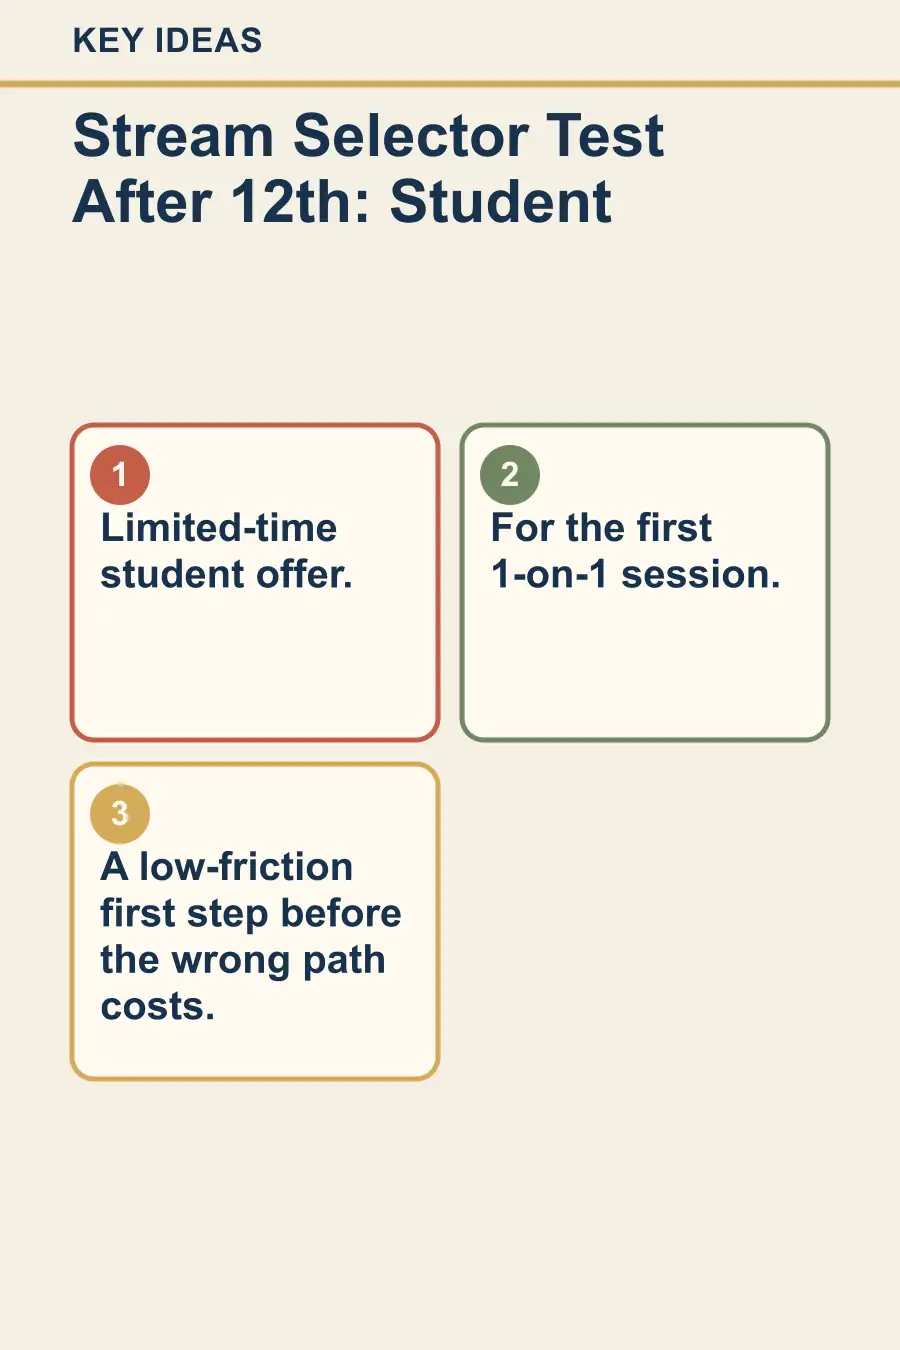 KEY IDEAS
Stream Selector Test
After 12th: Student
1
Limited-time
student offer.
2
For the first
1-on-1 session.
3
A low-friction
first step before
the wrong path
costs.